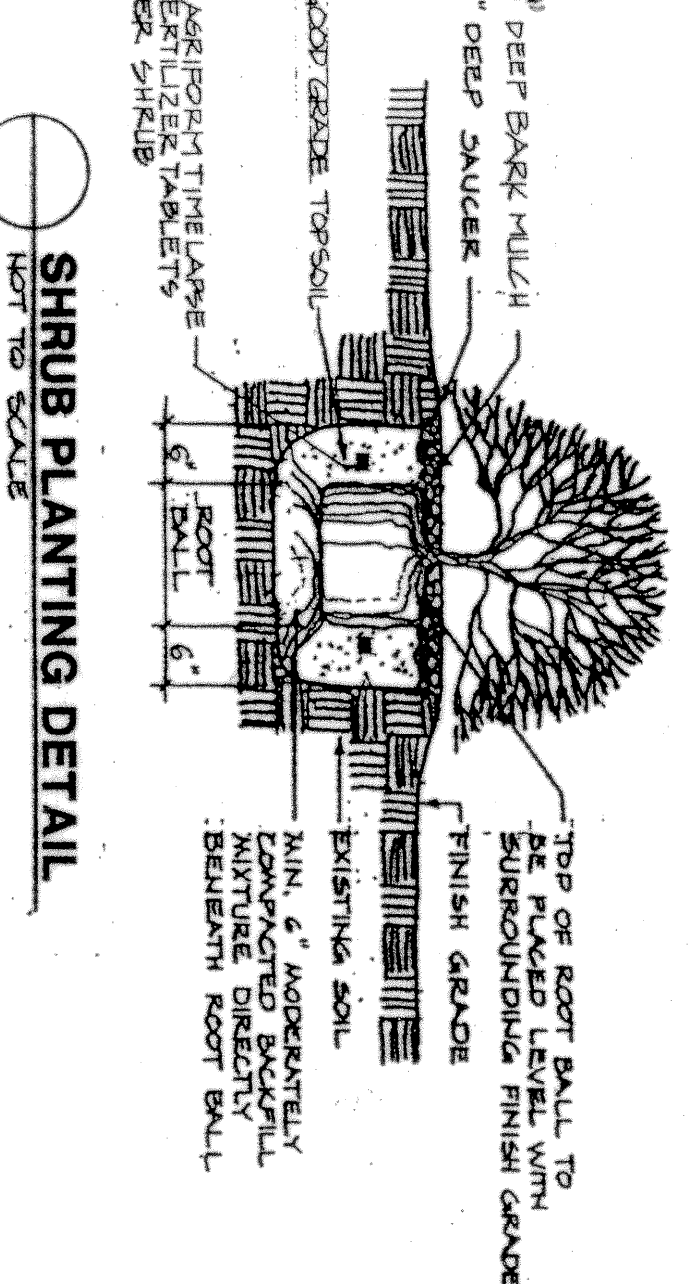 " DEEP BARK MULCH
" DEEP SAUCER
GOOD GRADE TOPSOIL
AGRIFORM TIMELAPSE
FERTILIZER TABLETS
ER SHRUB
TOP OF ROOT BALL TO
BE PLACED LEVEL WITH
SURROUNDING FINISH GRADE
FINISH GRADE
EXISTING SOIL
MIN. 6" MODERATELY
COMPACTED BACKFILL
MIXTURE DIRECTLY
BENEATH ROOT BALL
6"
ROOT
BALL
6"
SHRUB PLANTING DETAIL
NOT TO SCALE